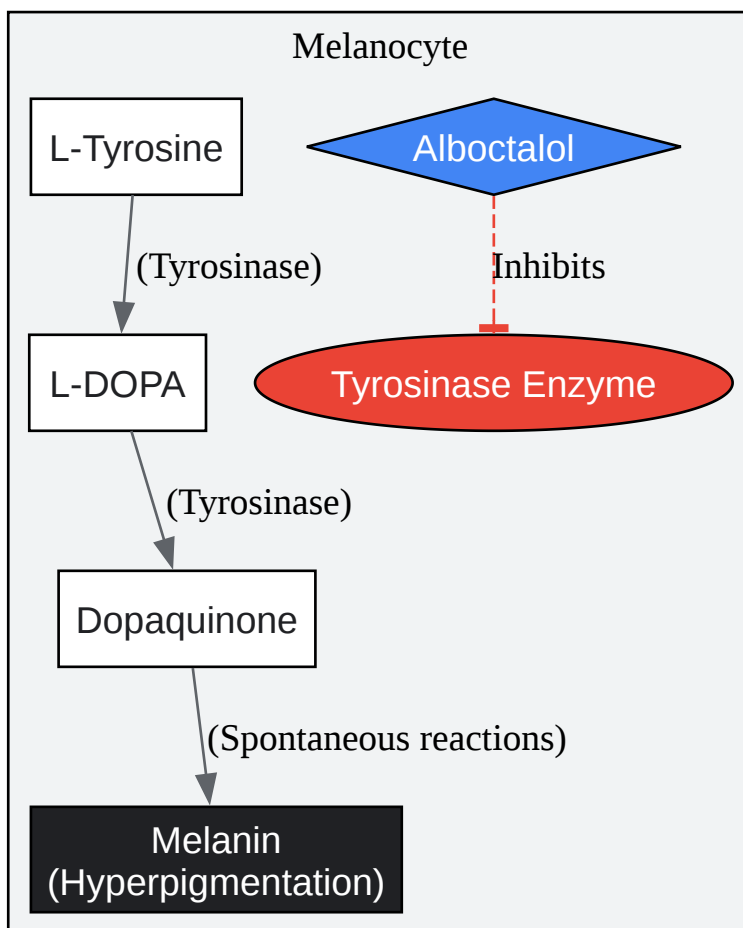 Melanocyte
L-Tyrosine
Alboctalol
(Tyrosinase)
Inhibits
L-DOPA
Tyrosinase Enzyme
(Tyrosinase)
Dopaquinone
(Spontaneous reactions)
Melanin
(Hyperpigmentation)